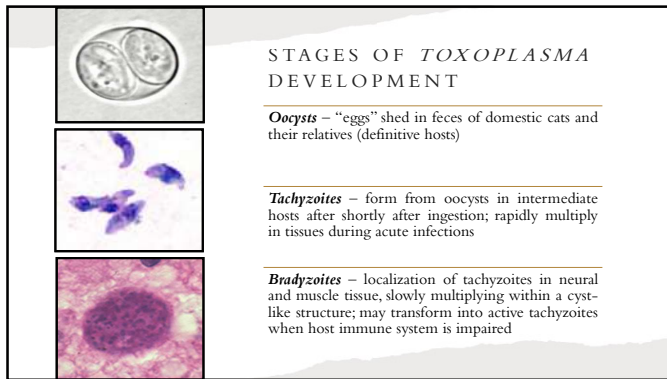 STAGES OF TOXOPLASMA
DEVELOPMENT
Oocysts – “eggs” shed in feces of domestic cats and
their relatives (definitive hosts)
Tachyzoites – form from oocysts in intermediate
hosts after shortly after ingestion; rapidly multiply
in tissues during acute infections
Bradyzoites – localization of tachyzoites in neural
and muscle tissue, slowly multiplying within a cyst-
like structure; may transform into active tachyzoites
when host immune system is impaired